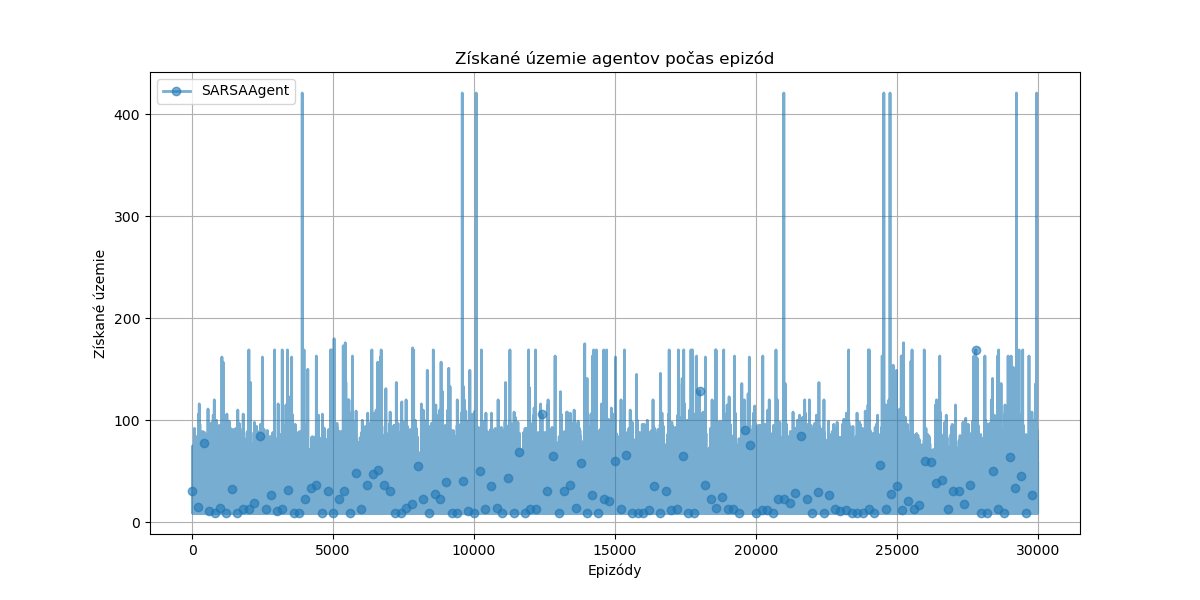 Získané územie agentov počas epizód
SARSAAgent
Získané územie
400
300
200
100
0
0 5000 10000 15000 20000 25000 30000
Epizódy